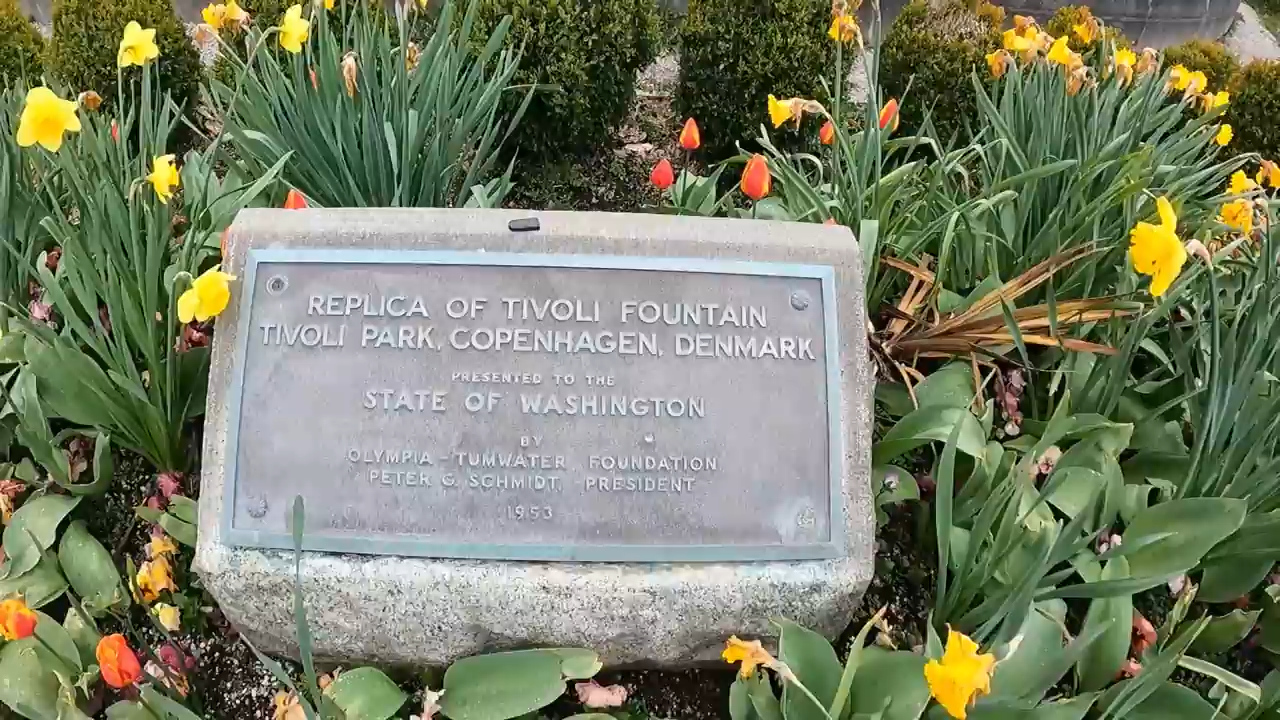 REPLICA OF TIVOLI FOUNTAIN
TIVOLI PARK, COPENHAGEN, DENMARK
PRESENTED TO THE
STATE OF WASHINGTON
BY
OLYMPIA - TUMWATER FOUNDATION
PETER G. SCHMIDT, PRESIDENT
1953